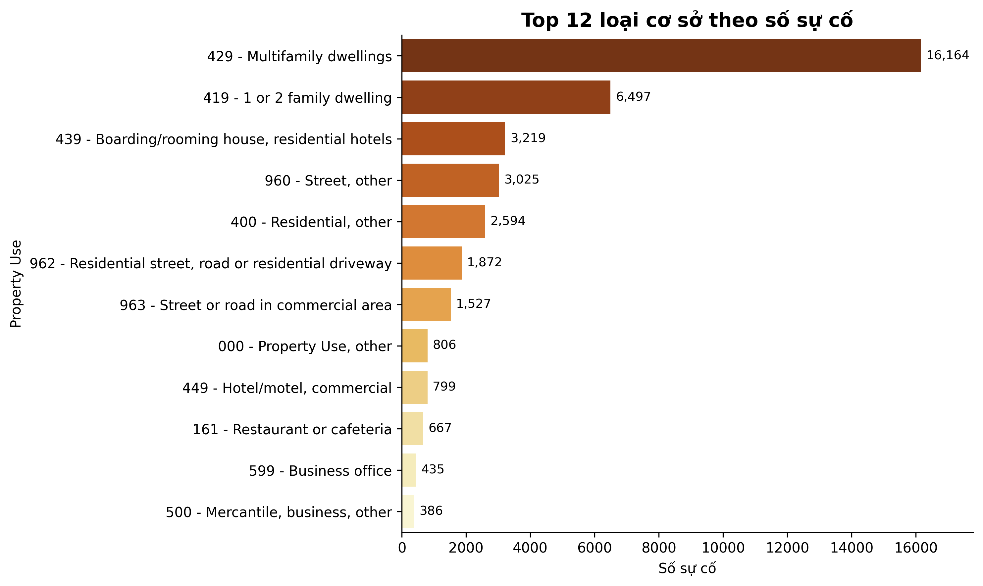 Top 12 loại cơ sở theo số sự cố
429 - Multifamily dwellings 16,164
419 - 1 or 2 family dwelling 6,497
439 - Boarding/rooming house, residential hotels 3,219
960 - Street, other 3,025
400 - Residential, other 2,594
962 - Residential street, road or residential driveway 1,872
963 - Street or road in commercial area 1,527
000 - Property Use, other 806
449 - Hotel/motel, commercial 799
161 - Restaurant or cafeteria 667
599 - Business office 435
500 - Mercantile, business, other 386
Property Use
0 2000 4000 6000 8000 10000 12000 14000 16000
Số sự cố